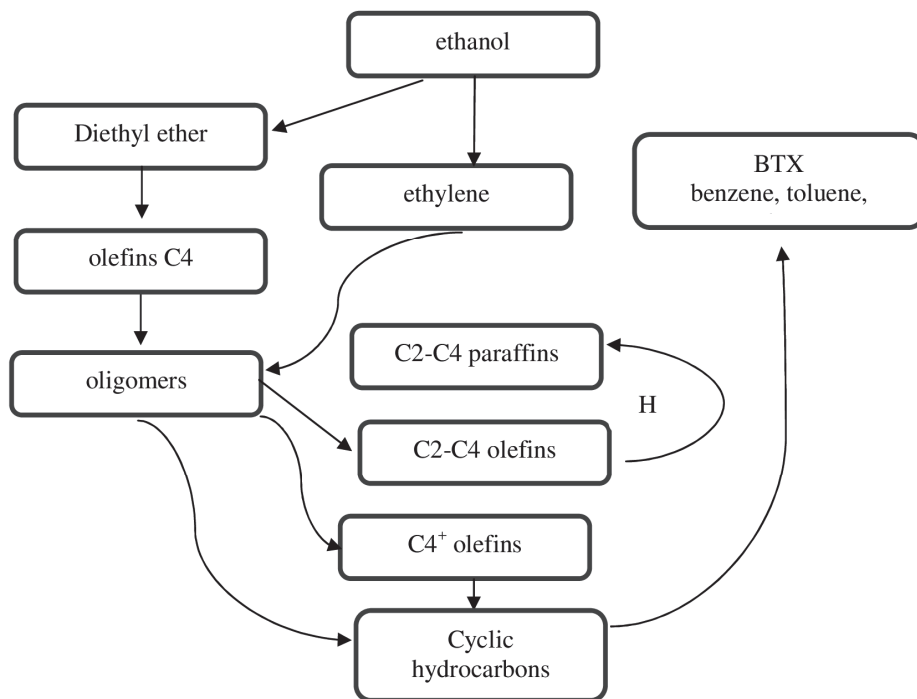 ethanol
Diethyl ether
ethylene
BTX
benzene, toluene,
olefins C4
oligomers
C2-C4 paraffins
H
C2-C4 olefins
C4⁺ olefins
Cyclic
hydrocarbons